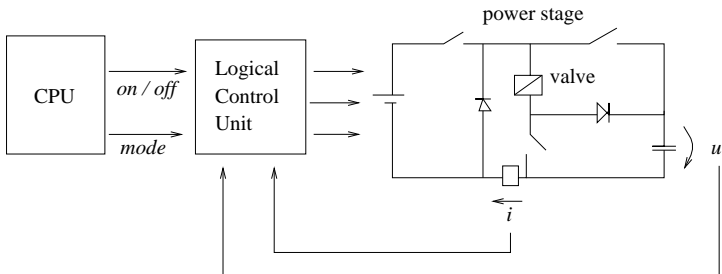 power stage
CPU
on / off
mode
Logical
Control
Unit
valve
i
u